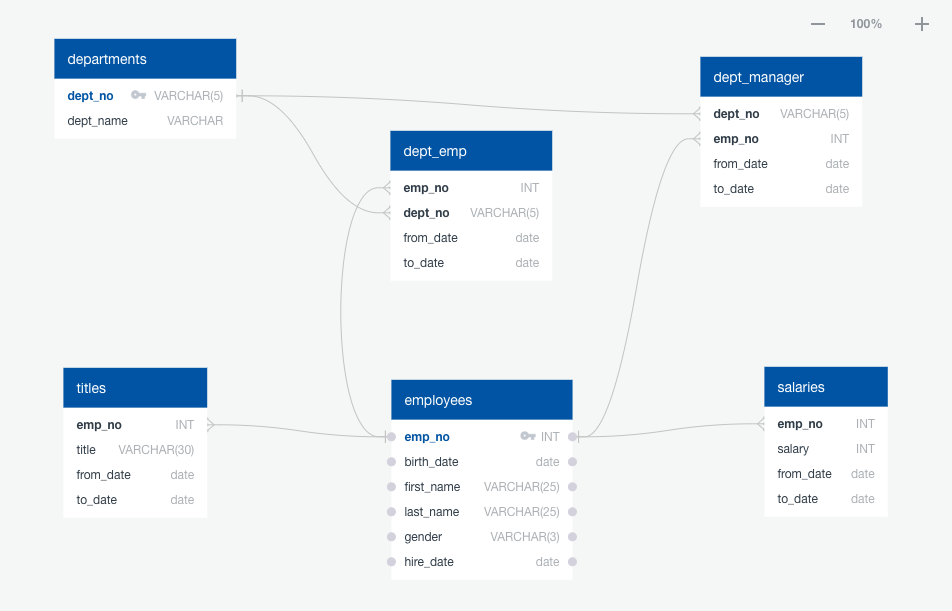 100%
departments
dept_no VARCHAR(5)
dept_name VARCHAR
dept_manager
dept_no VARCHAR(5)
emp_no INT
from_date date
to_date date
dept_emp
emp_no INT
dept_no VARCHAR(5)
from_date date
to_date date
titles
emp_no INT
title VARCHAR(30)
from_date date
to_date date
employees
emp_no INT
birth_date date
first_name VARCHAR(25)
last_name VARCHAR(25)
gender VARCHAR(3)
hire_date date
salaries
emp_no INT
salary INT
from_date date
to_date date